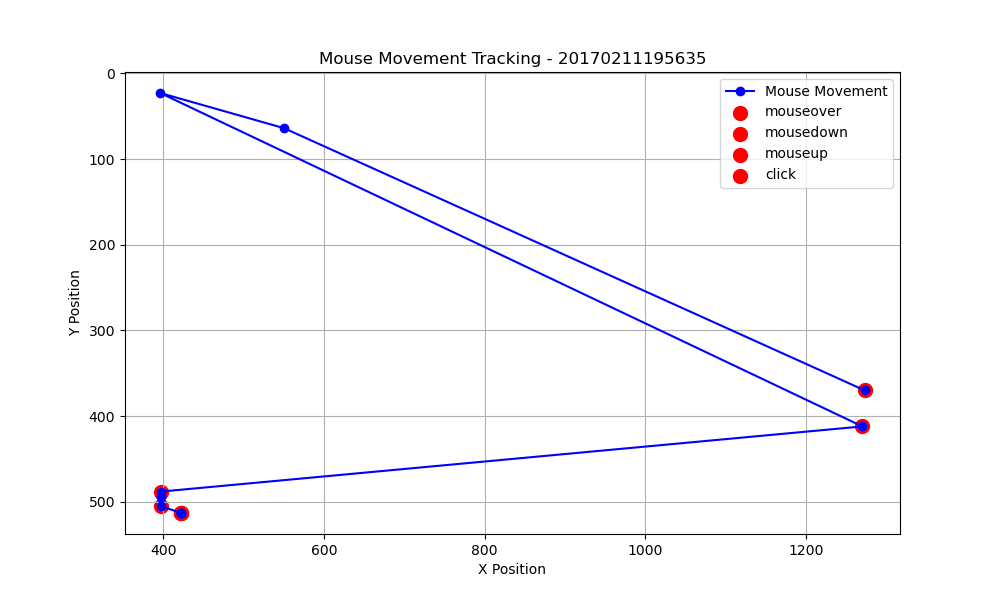 Mouse Movement Tracking - 20170211195635
Mouse Movement
mouseover
mousedown
mouseup
click
0
100
200
300
400
500
Y Position
400
600
800
1000
1200
X Position